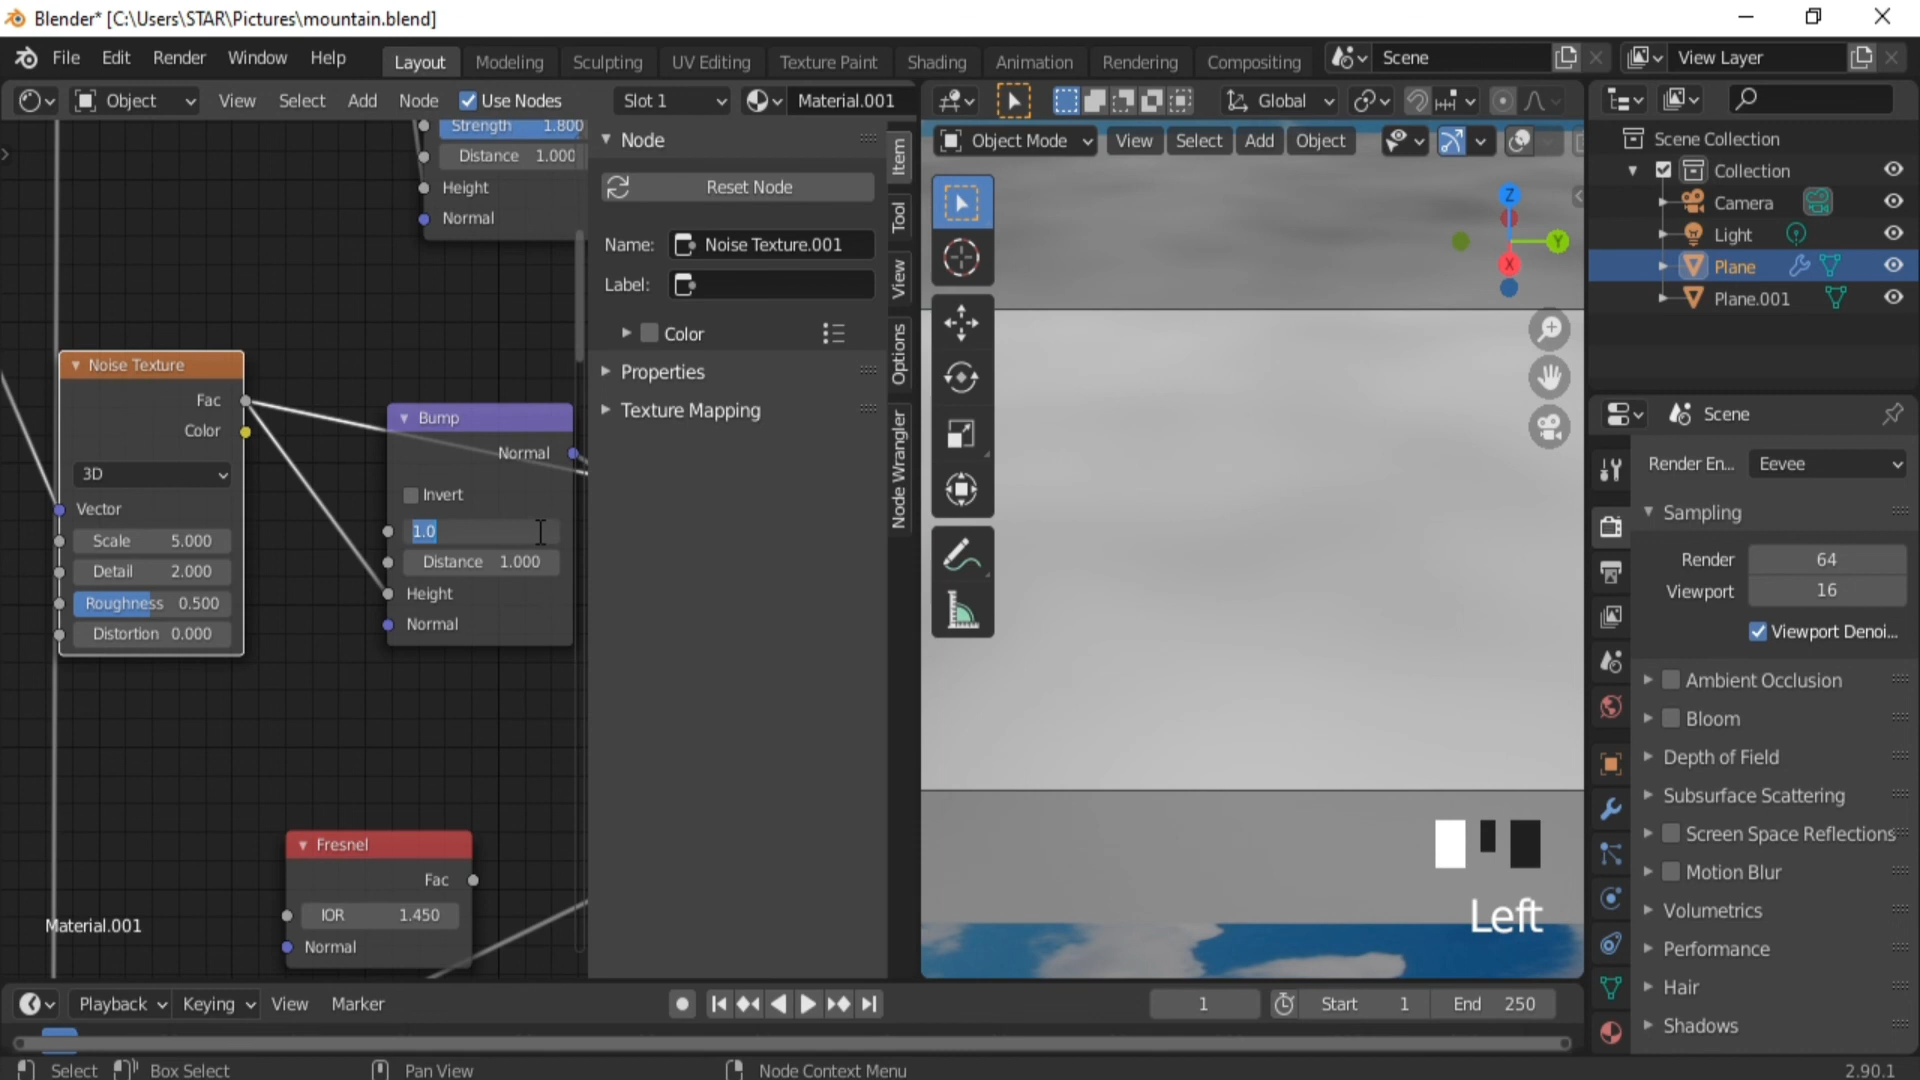 Blender* [C:\Users\STAR\Pictures\mountain.blend]
File Edit Render Window Help Layout Modeling Sculpting UV Editing Texture Paint Shading Animation Rendering Compositing Scene View Layer
Object View Select Add Node Use Nodes Slot 1 Material.001 Global
Object Mode View Select Add Object
Strength 1.800
Distance 1.000
Height
Normal
Noise Texture
Fac
Color
3D
Vector
Scale 5.000
Detail 2.000
Roughness 0.500
Distortion 0.000
Bump
Normal
Invert
1.0
Distance 1.000
Height
Normal
Fresnel
Fac
IOR 1.450
Normal
Material.001
Node
Reset Node
Name: Noise Texture.001
Label:
Color
Properties
Texture Mapping
Item
Tool
View
Options
Node Wrangler
Z
Y
X
Left
Scene Collection
Collection
Camera
Light
Plane
Plane.001
Scene
Render En... Eevee
Sampling
Render 64
Viewport 16
Viewport Denoi...
Ambient Occlusion
Bloom
Depth of Field
Subsurface Scattering
Screen Space Reflections
Motion Blur
Volumetrics
Performance
Hair
Shadows
Playback Keying View Marker 1 Start 1 End 250
Select Box Select Pan View Node Context Menu 2.90.1